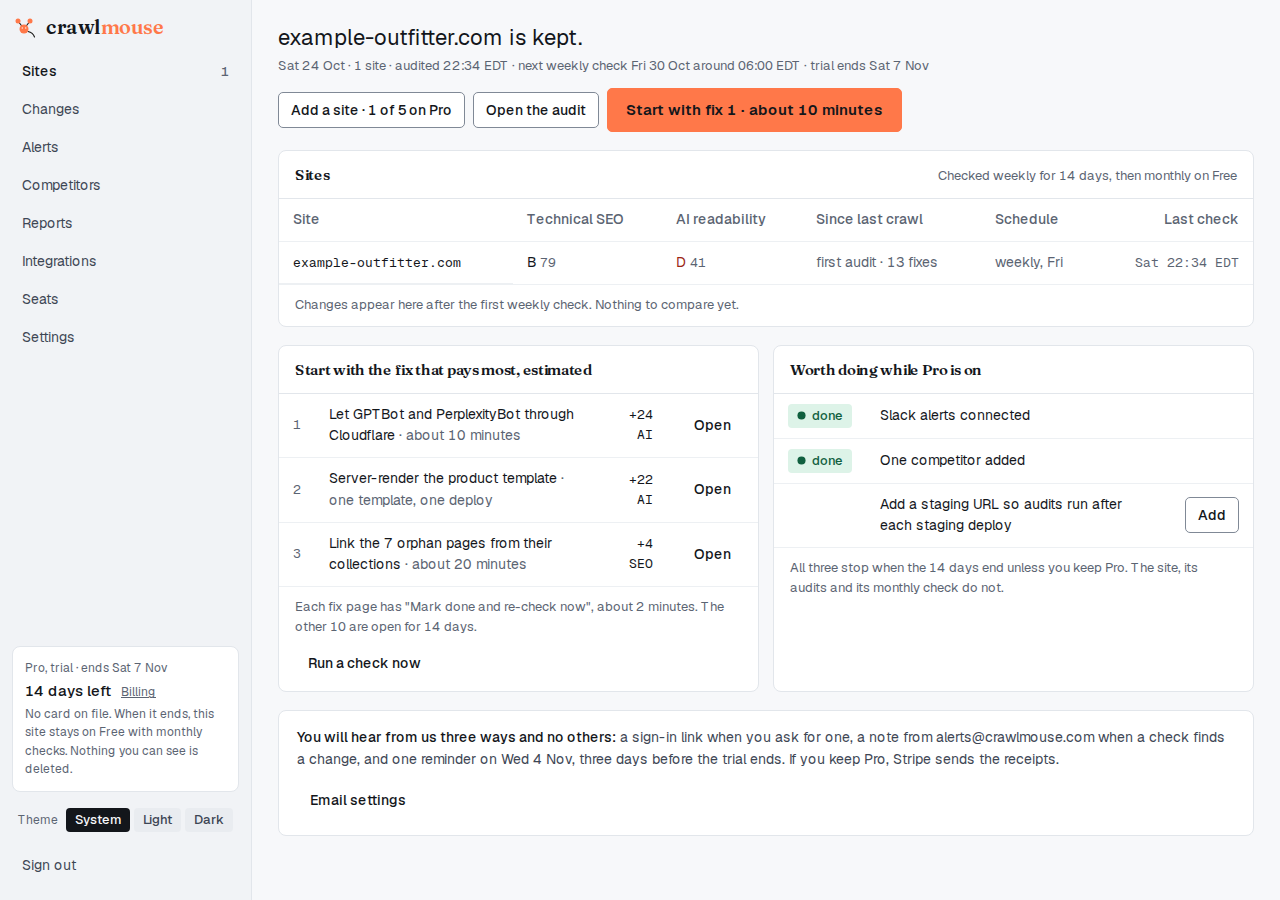 crawlmouse
Sites 1
Changes
Alerts
Competitors
Reports
Integrations
Seats
Settings
Pro, trial · ends Sat 7 Nov
14 days left Billing
No card on file. When it ends, this
site stays on Free with monthly
checks. Nothing you can see is
deleted.
Theme System Light Dark
Sign out
example-outfitter.com is kept.
Sat 24 Oct · 1 site · audited 22:34 EDT · next weekly check Fri 30 Oct around 06:00 EDT · trial ends Sat 7 Nov
Add a site · 1 of 5 on Pro
Open the audit
Start with fix 1 · about 10 minutes
Sites
Checked weekly for 14 days, then monthly on Free
Site Technical SEO AI readability Since last crawl Schedule Last check
example-outfitter.com B 79 D 41 first audit · 13 fixes weekly, Fri Sat 22:34 EDT
Changes appear here after the first weekly check. Nothing to compare yet.
Start with the fix that pays most, estimated
1 Let GPTBot and PerplexityBot through +24 Open
Cloudflare · about 10 minutes AI
2 Server-render the product template · +22 Open
one template, one deploy AI
3 Link the 7 orphan pages from their +4 Open
collections · about 20 minutes SEO
Each fix page has "Mark done and re-check now", about 2 minutes. The
other 10 are open for 14 days.
Run a check now
Worth doing while Pro is on
done Slack alerts connected
done One competitor added
Add a staging URL so audits run after
each staging deploy
Add
All three stop when the 14 days end unless you keep Pro. The site, its
audits and its monthly check do not.
You will hear from us three ways and no others: a sign-in link when you ask for one, a note from alerts@crawlmouse.com when a check finds
a change, and one reminder on Wed 4 Nov, three days before the trial ends. If you keep Pro, Stripe sends the receipts.
Email settings